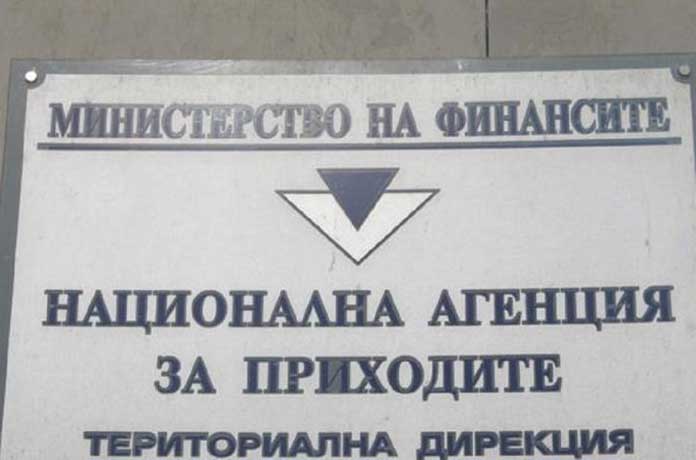 МИНИСТЕРСТВО НА ФИНАНСИТЕ
НАЦИОНАЛНА АГЕНЦИЯ
ЗА ПРИХОДИТЕ
ТЕРИТОРИАЛНА ДИРЕКЦИЯ